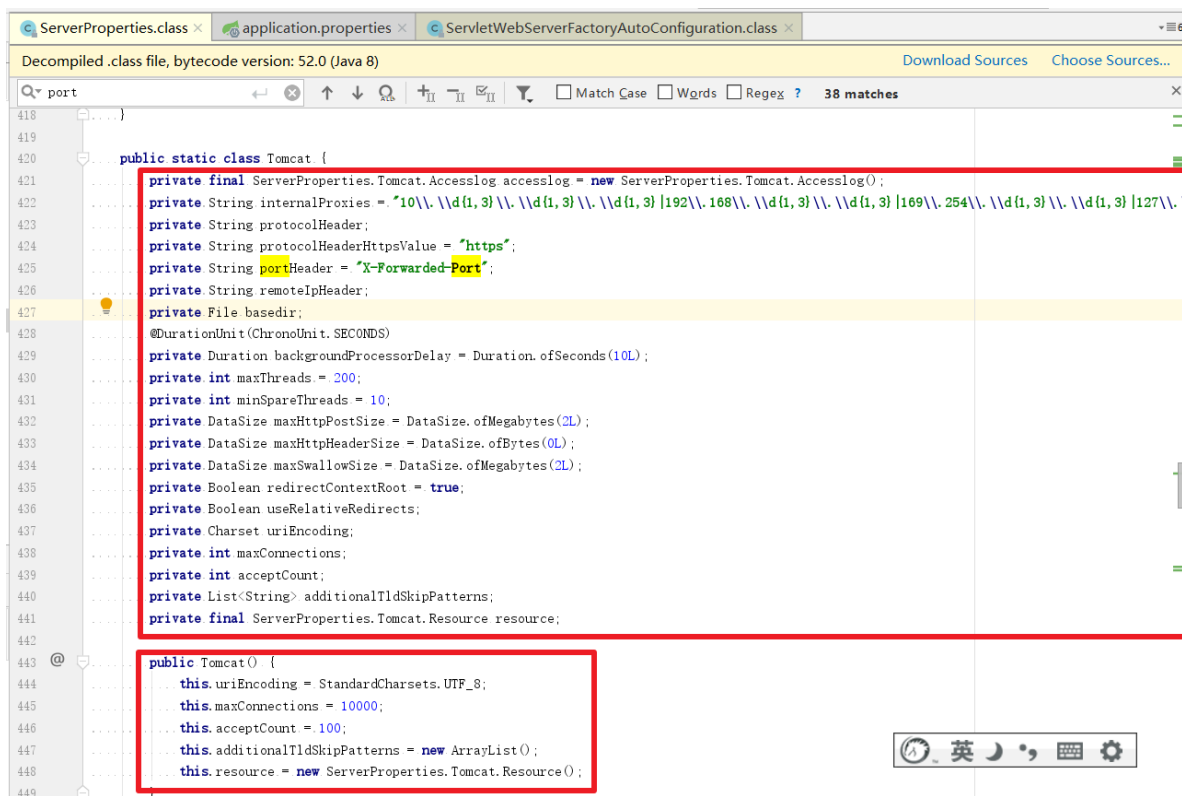 ServerProperties.class × application.properties × ServletWebServerFactoryAutoConfiguration.class ×
Decompiled .class file, bytecode version: 52.0 (Java 8) Download Sources Choose Sources...
port Match Case Words Regex ? 38 matches
418 }
419
420 public static class Tomcat {
421 private final ServerProperties.Tomcat.Accesslog accesslog = new ServerProperties.Tomcat.Accesslog();
422 private String internalProxies = "10\\.\\d{1,3}\\.\\d{1,3}\\.\\d{1,3}|192\\.168\\.\\d{1,3}\\.\\d{1,3}|169\\.254\\.\\d{1,3}\\.\\d{1,3}|127\\.
423 private String protocolHeader;
424 private String protocolHeaderHttpsValue = "https";
425 private String portHeader = "X-Forwarded-Port";
426 private String remoteIpHeader;
427 private File basedir;
428 @DurationUnit(ChronoUnit.SECONDS)
429 private Duration backgroundProcessorDelay = Duration.ofSeconds(10L);
430 private int maxThreads = 200;
431 private int minSpareThreads = 10;
432 private DataSize maxHttpPostSize = DataSize.ofMegabytes(2L);
433 private DataSize maxHttpHeaderSize = DataSize.ofBytes(0L);
434 private DataSize maxSwallowSize = DataSize.ofMegabytes(2L);
435 private Boolean redirectContextRoot = true;
436 private Boolean useRelativeRedirects;
437 private Charset uriEncoding;
438 private int maxConnections;
439 private int acceptCount;
440 private List<String> additionalTldSkipPatterns;
441 private final ServerProperties.Tomcat.Resource resource;
442
443 @ public Tomcat() {
444 this.uriEncoding = StandardCharsets.UTF_8;
445 this.maxConnections = 10000;
446 this.acceptCount = 100;
447 this.additionalTldSkipPatterns = new ArrayList();
448 this.resource = new ServerProperties.Tomcat.Resource();
449 }
英